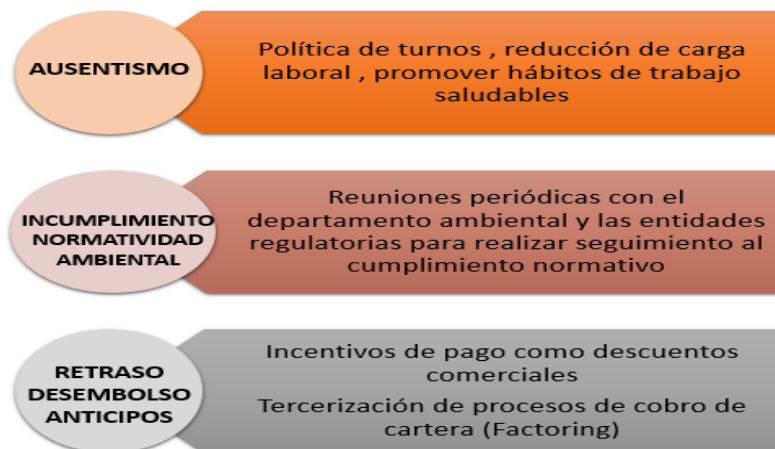 AUSENTISMO
Política de turnos , reducción de carga
laboral , promover hábitos de trabajo
saludables
INCUMPLIMIENTO
NORMATIVIDAD
AMBIENTAL
Reuniones periódicas con el
departamento ambiental y las entidades
regulatorias para realizar seguimiento al
cumplimiento normativo
RETRASO
DESEMBOLSO
ANTICIPOS
Incentivos de pago como descuentos
comerciales
Tercerización de procesos de cobro de
cartera (Factoring)